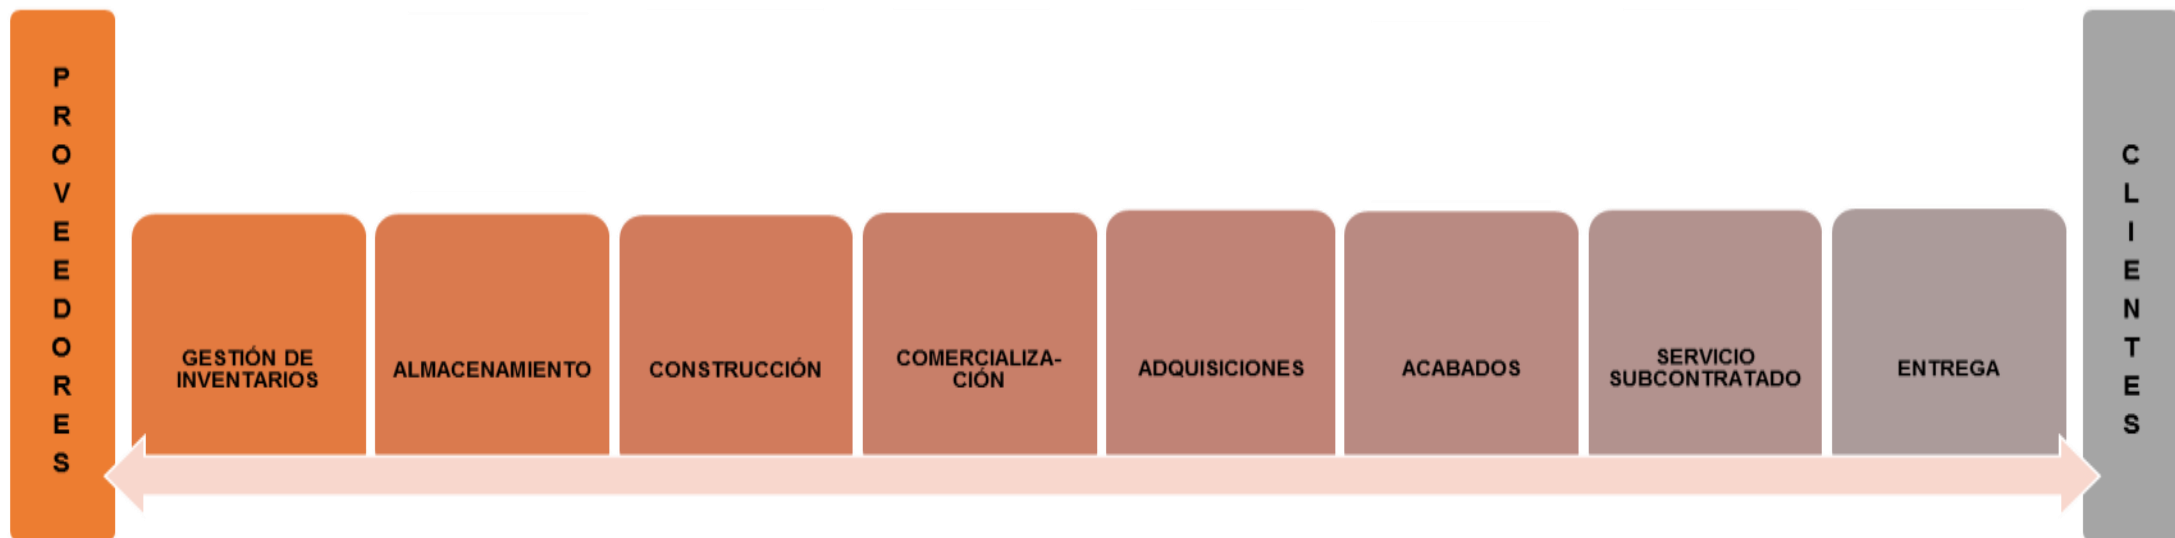 PROVEEDORES
GESTIÓN DE
INVENTARIOS
ALMACENAMIENTO
CONSTRUCCIÓN
COMERCIALIZA-
CIÓN
ADQUISICIONES
ACABADOS
SERVICIO
SUBCONTRATADO
ENTREGA
CLIENTES